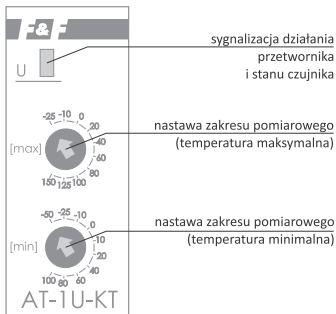 F&F
sygnalizacja działania
przetwornika
i stanu czujnika
U
-25 -10 0 20 40 60 80 100 125 150
[max]
nastawa zakresu pomiarowego
(temperatura maksymalna)
-50 -25 -10 0 10 20 40 60 80 100
[min]
nastawa zakresu pomiarowego
(temperatura minimalna)
AT-1U-KT